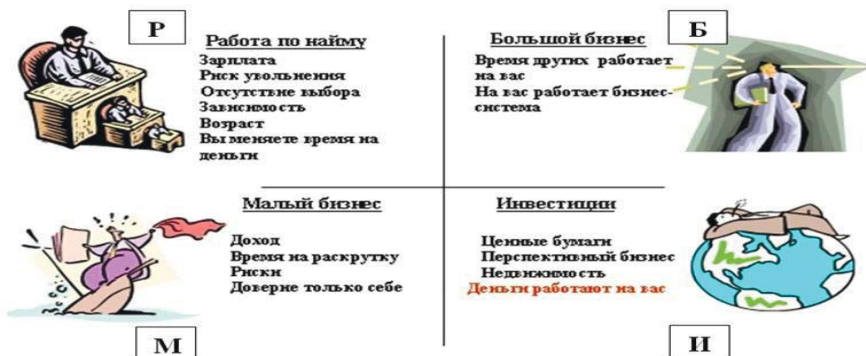 Р
Работа по найму
Зарплата
Риск увольнения
Отсутствие выбора
Зависимость
Возраст
Вы меняете время на
деньги
Б
Большой бизнес
Время других работает
на вас
На вас работает бизнес-
система
Малый бизнес
Доход
Время на раскрутку
Риски
Доверие только себе
М
Инвестиции
Ценные бумаги
Перспективный бизнес
Недвижимость
Деньги работают на вас
И